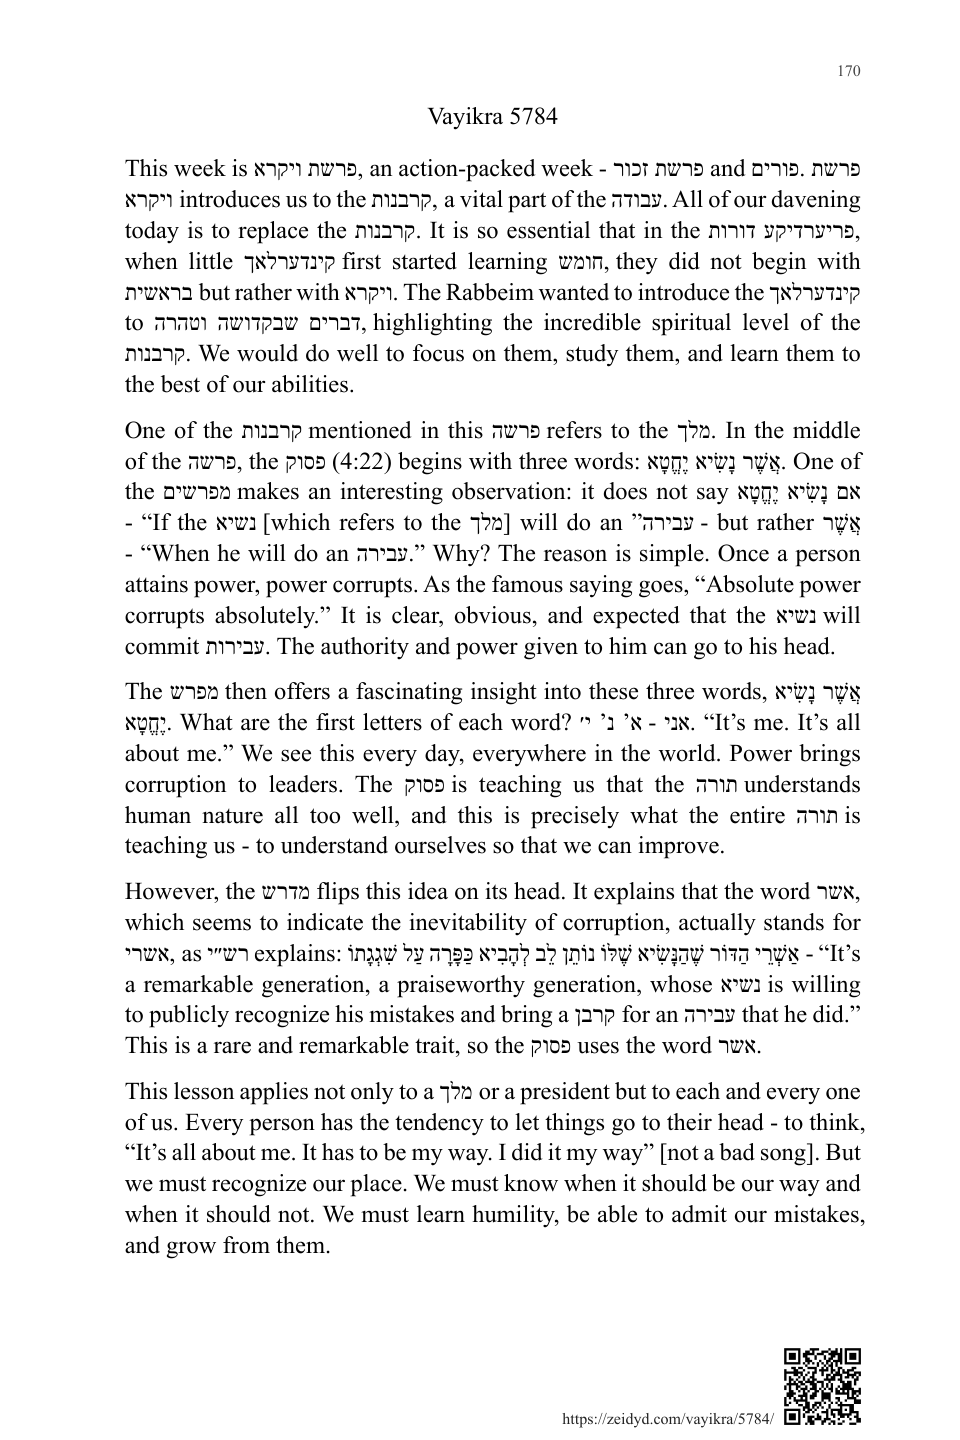 170
Vayikra 5784
This week is פרשת ויקרא, an action-packed week - פרשת זכור and פורים. פרשת
ויקרא introduces us to the קרבנות, a vital part of the עבודה. All of our davening
today is to replace the קרבנות. It is so essential that in the פריערדיקע דורות,
when little קינדערלאך first started learning חומש, they did not begin with
בראשית but rather with ויקרא. The Rabbeim wanted to introduce the קינדערלאך
to דברים שבקדושה וטהרה, highlighting the incredible spiritual level of the
קרבנות. We would do well to focus on them, study them, and learn them to
the best of our abilities.
One of the קרבנות mentioned in this פרשה refers to the מלך. In the middle
of the פרשה, the פסוק (4:22) begins with three words: אֲשֶׁר נָשִׂיא יֶחֱטָא. One of
the מפרשים makes an interesting observation: it does not say אם נָשִׂיא יֶחֱטָא
- “If the נשיא [which refers to the מלך] will do an ”עבירה - but rather אֲשֶׁר
- “When he will do an עבירה.” Why? The reason is simple. Once a person
attains power, power corrupts. As the famous saying goes, “Absolute power
corrupts absolutely.” It is clear, obvious, and expected that the נשיא will
commit עבירות. The authority and power given to him can go to his head.
The מפרש then offers a fascinating insight into these three words, אֲשֶׁר נָשִׂיא
יֶחֱטָא. What are the first letters of each word? א’ נ’ י׳ - אני. “It’s me. It’s all
about me.” We see this every day, everywhere in the world. Power brings
corruption to leaders. The פסוק is teaching us that the תורה understands
human nature all too well, and this is precisely what the entire תורה is
teaching us - to understand ourselves so that we can improve.
However, the מדרש flips this idea on its head. It explains that the word אשר,
which seems to indicate the inevitability of corruption, actually stands for
אשרי, as רש״י explains: אַשְׁרֵי הַדּוֹר שֶׁהַנָּשִׂיא שֶׁלּוֹ נוֹתֵן לֵב לְהָבִיא כַּפָּרָה עַל שִׁגְגָתוֹ - “It’s
a remarkable generation, a praiseworthy generation, whose נשיא is willing
to publicly recognize his mistakes and bring a קרבן for an עבירה that he did.”
This is a rare and remarkable trait, so the פסוק uses the word אשר.
This lesson applies not only to a מלך or a president but to each and every one
of us. Every person has the tendency to let things go to their head - to think,
“It’s all about me. It has to be my way. I did it my way” [not a bad song]. But
we must recognize our place. We must know when it should be our way and
when it should not. We must learn humility, be able to admit our mistakes,
and grow from them.
https://zeidyd.com/vayikra/5784/